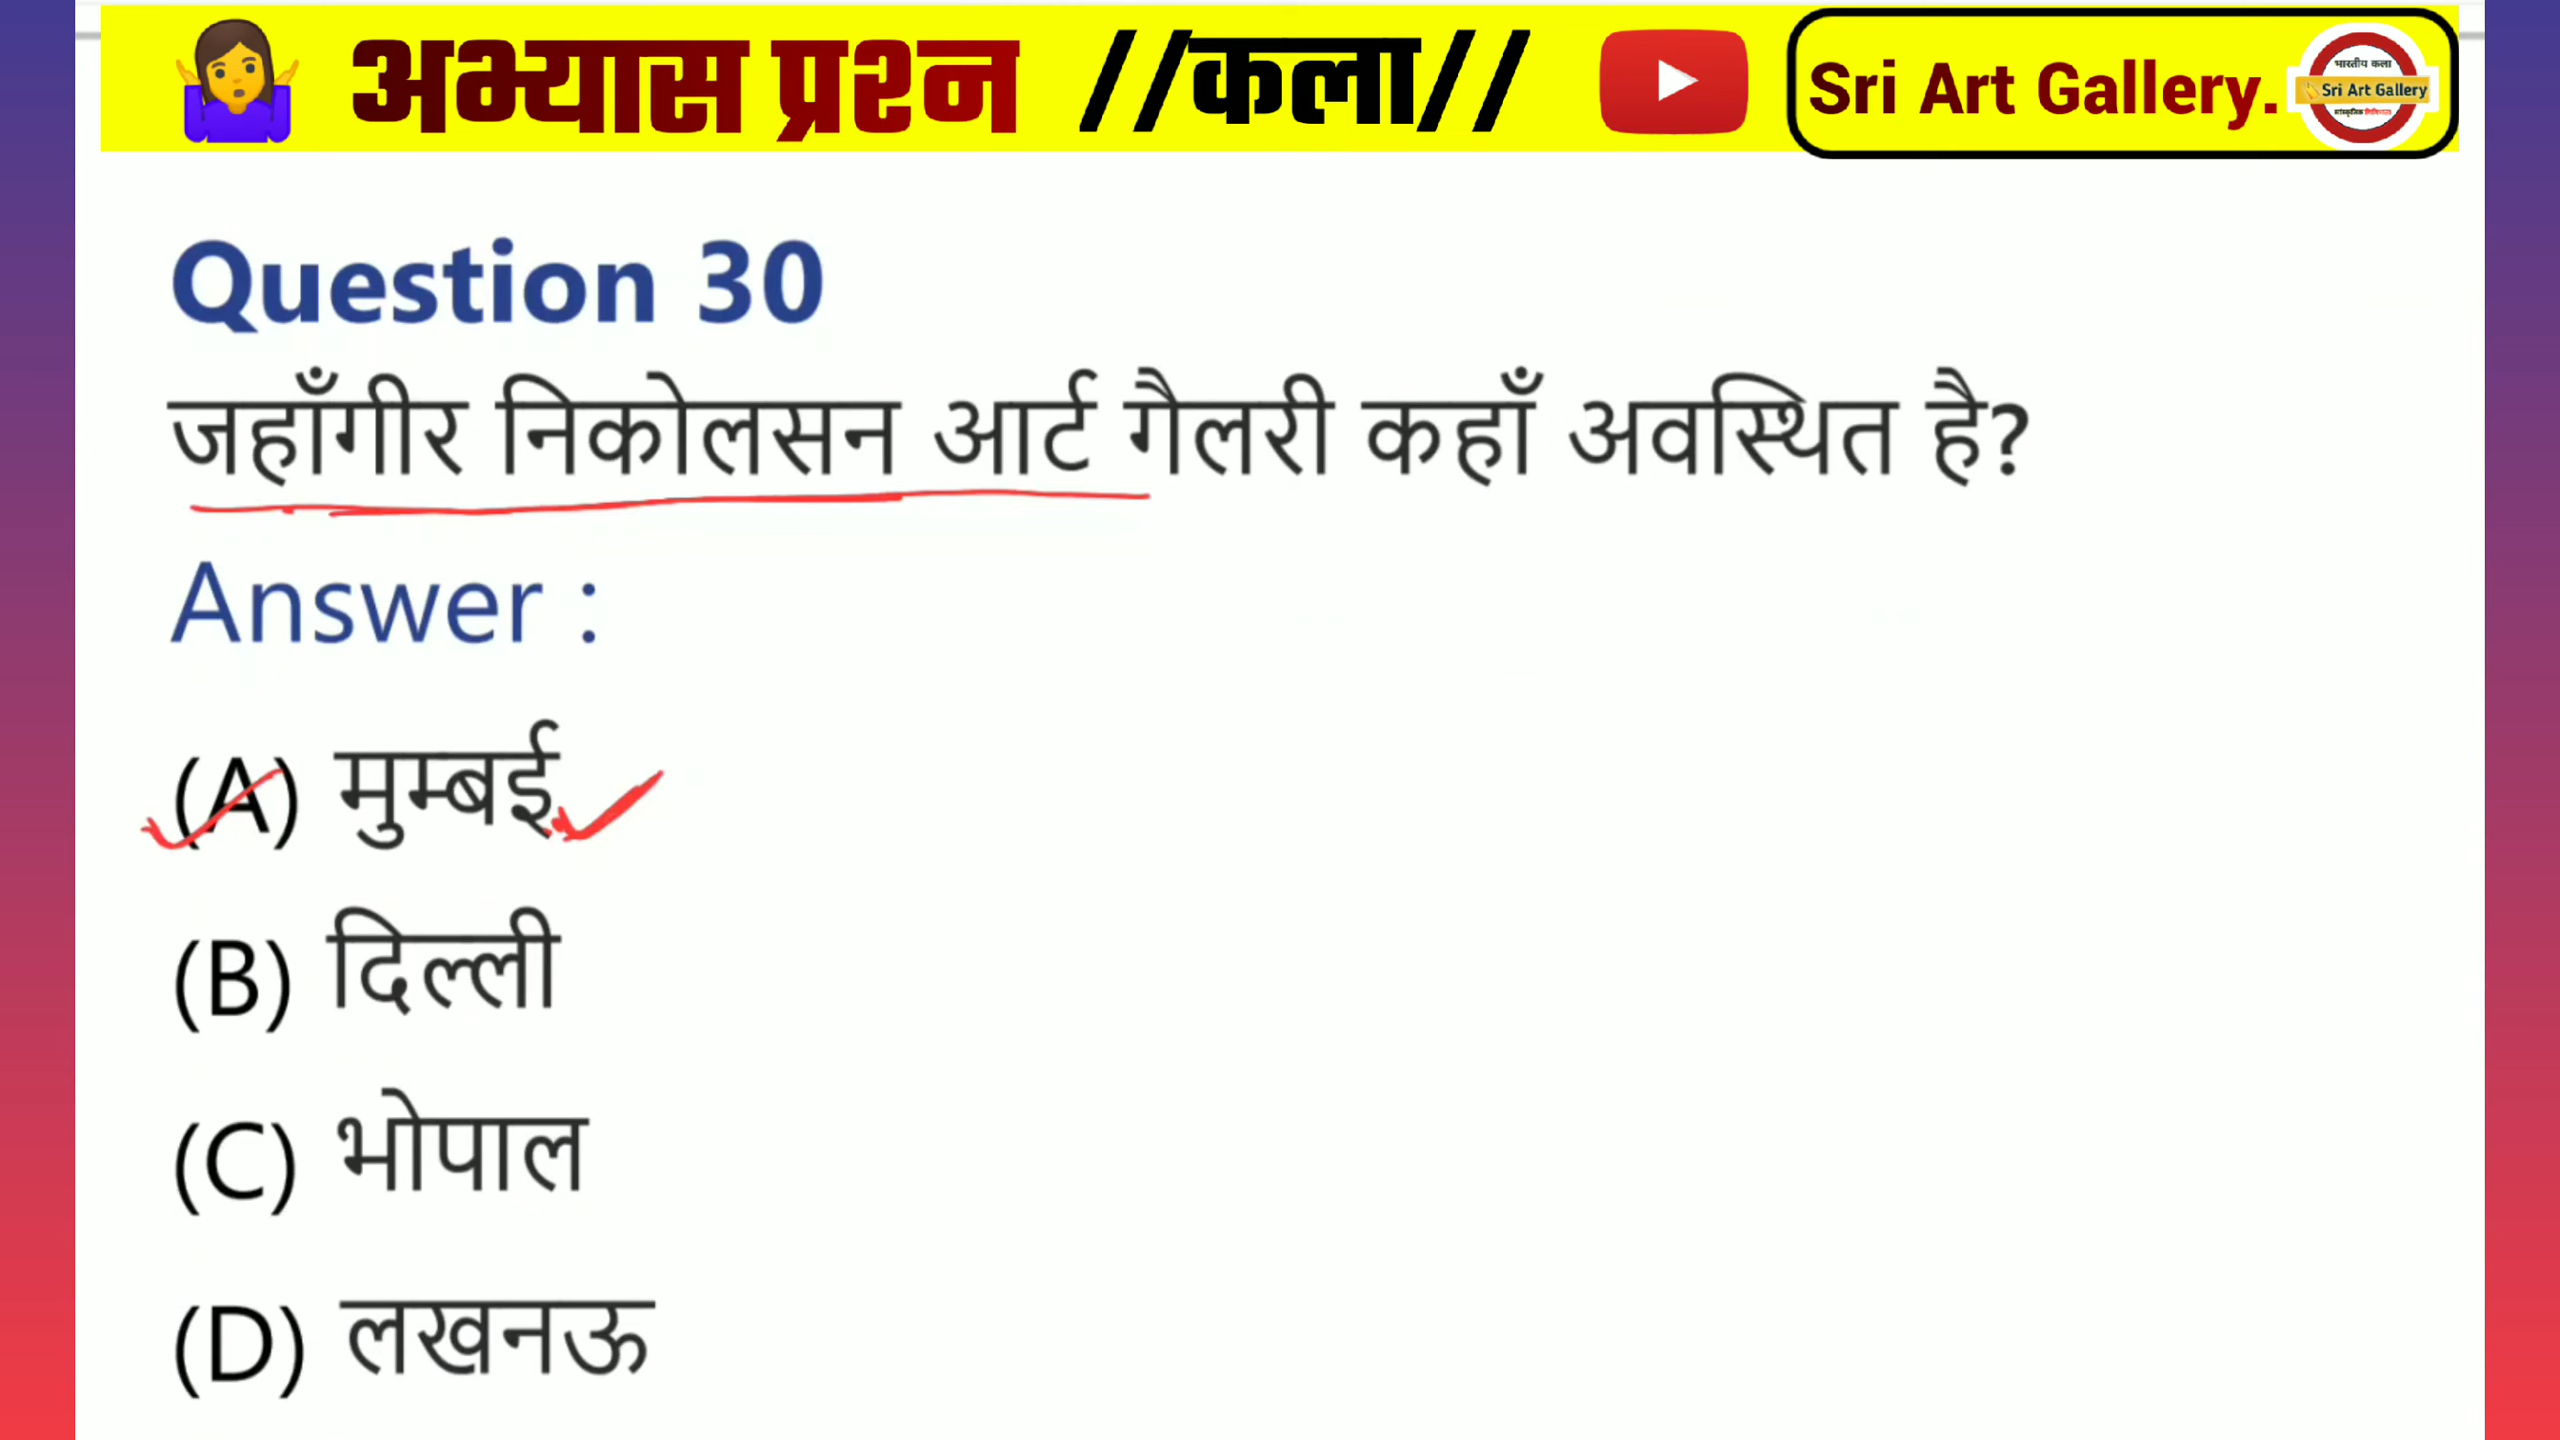 अभ्यास प्रश्न //कला// Sri Art Gallery.
भारतीय कला
Sri Art Gallery
Question 30
जहाँगीर निकोलसन आर्ट गैलरी कहाँ अवस्थित है?
Answer :
(A) मुम्बई
(B) दिल्ली
(C) भोपाल
(D) लखनऊ